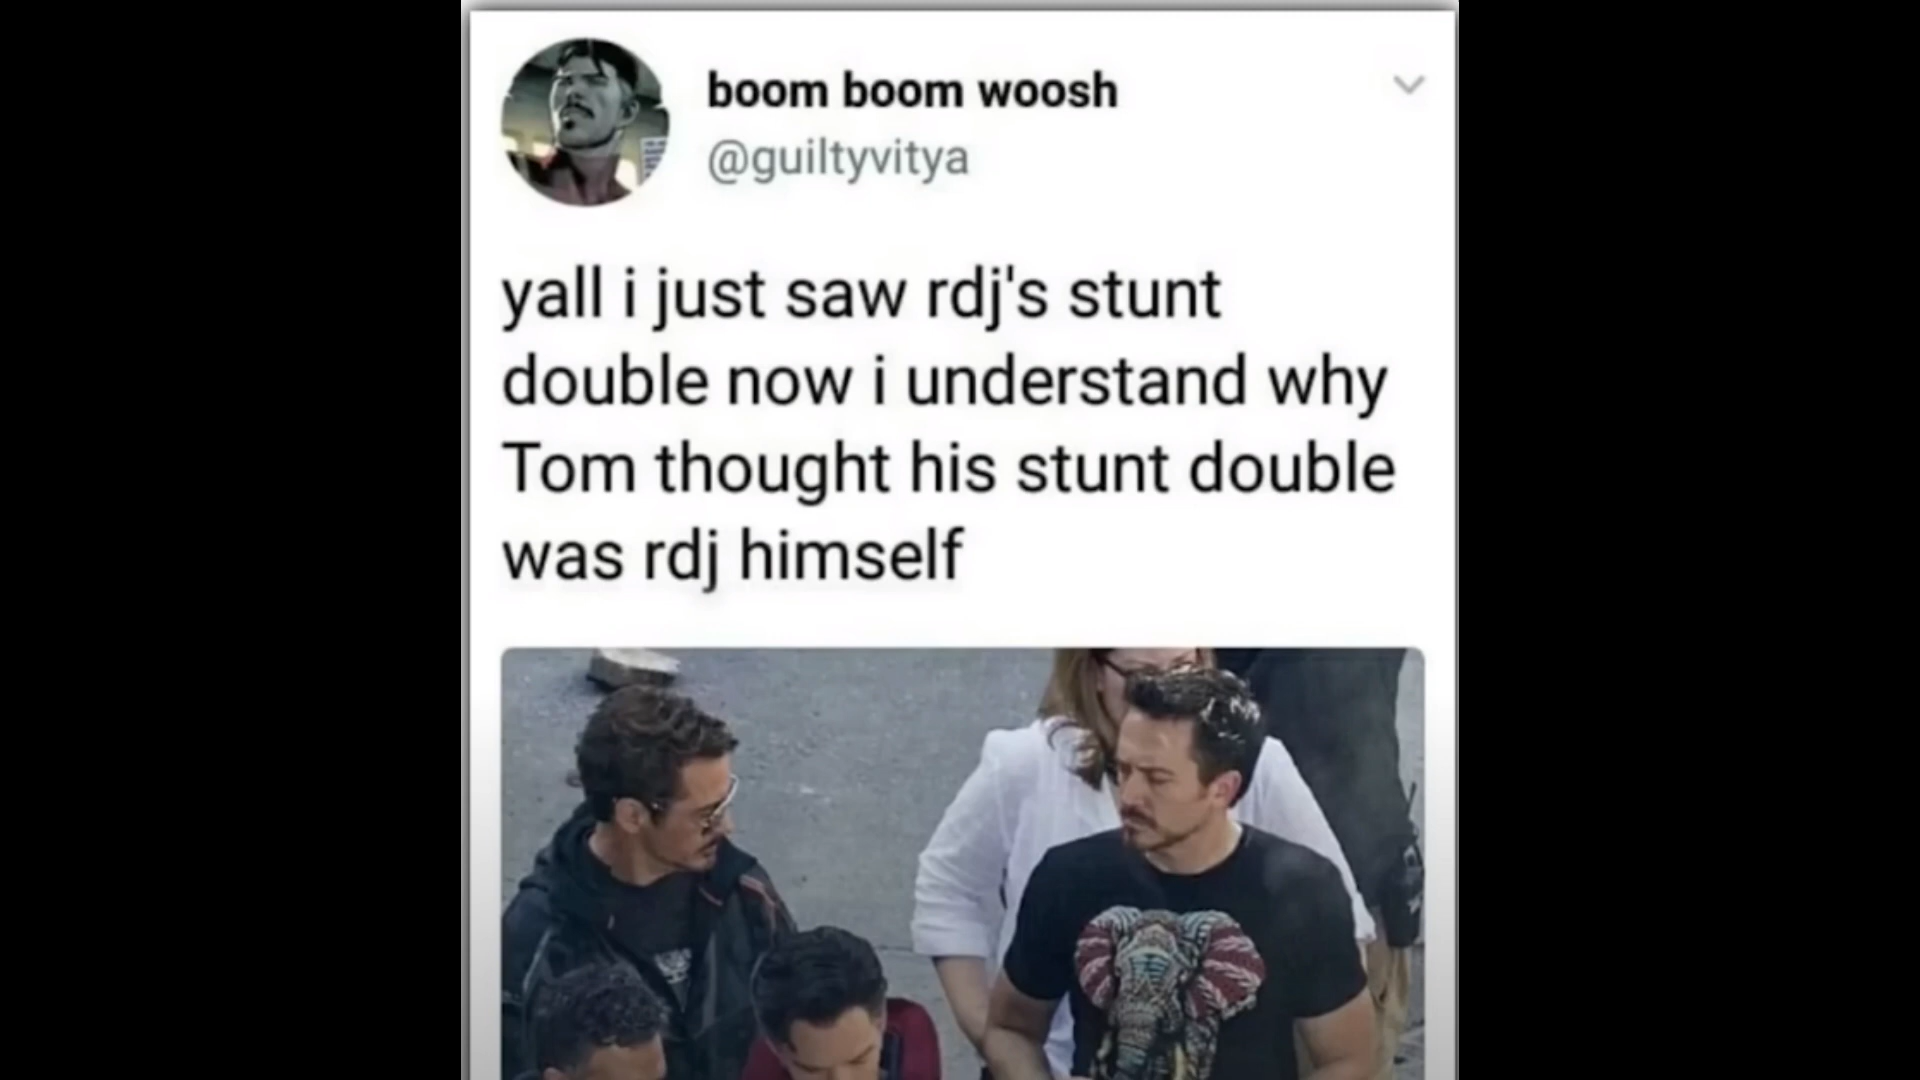 boom boom woosh
@guiltyvitya
yall i just saw rdj's stunt
double now i understand why
Tom thought his stunt double
was rdj himself